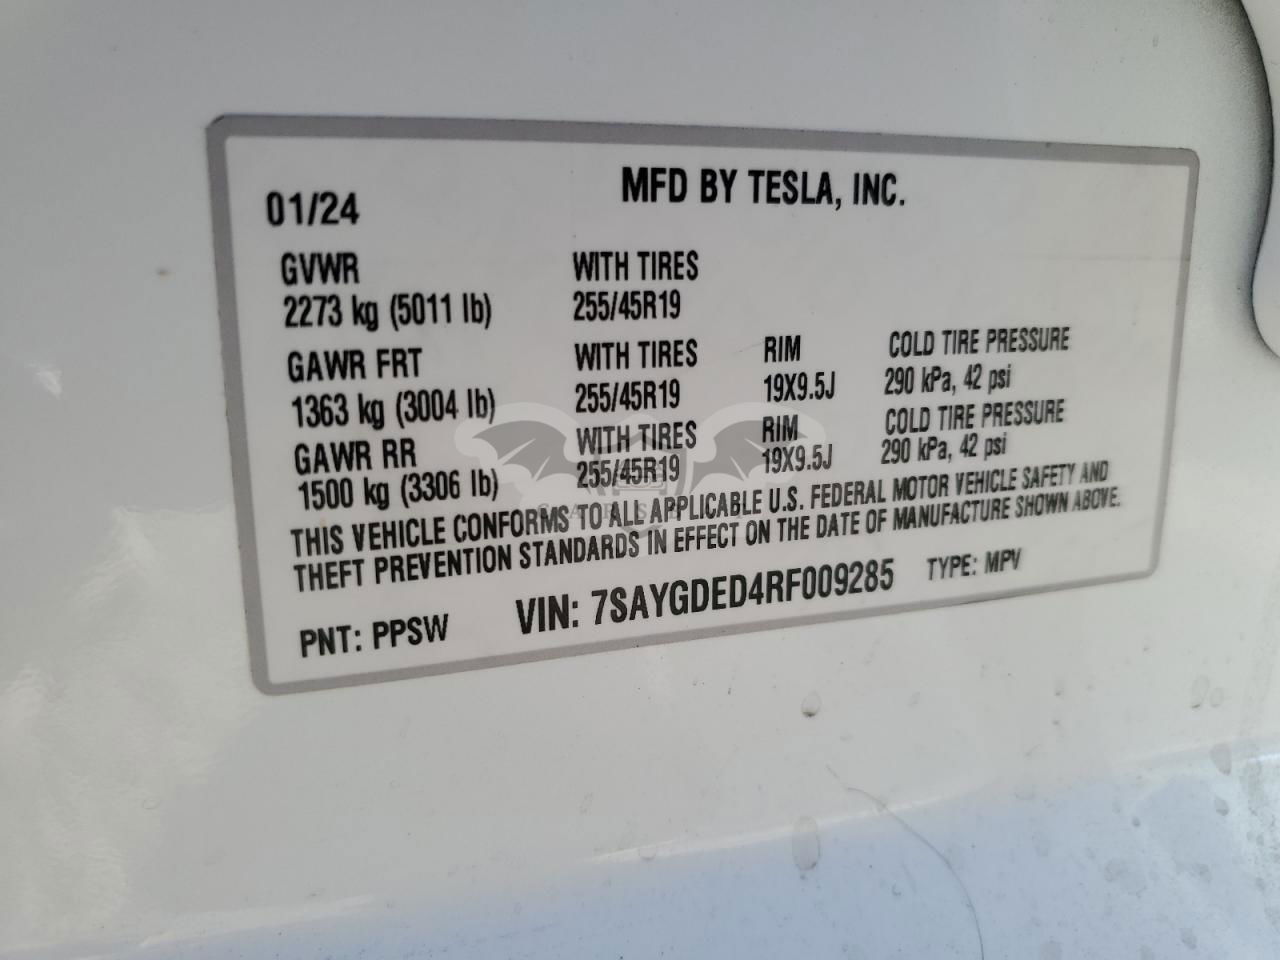 MFD BY TESLA, INC.
01/24
GVWR WITH TIRES
2273 kg (5011 lb) 255/45R19
GAWR FRT WITH TIRES RIM COLD TIRE PRESSURE
1363 kg (3004 lb) 255/45R19 19X9.5J 290 kPa, 42 psi
GAWR RR WITH TIRES RIM COLD TIRE PRESSURE
1500 kg (3306 lb) 255/45R19 19X9.5J 290 kPa, 42 psi
THIS VEHICLE CONFORMS TO ALL APPLICABLE U.S. FEDERAL MOTOR VEHICLE SAFETY AND
THEFT PREVENTION STANDARDS IN EFFECT ON THE DATE OF MANUFACTURE SHOWN ABOVE.
PNT: PPSW VIN: 7SAYGDED4RF009285 TYPE: MPV